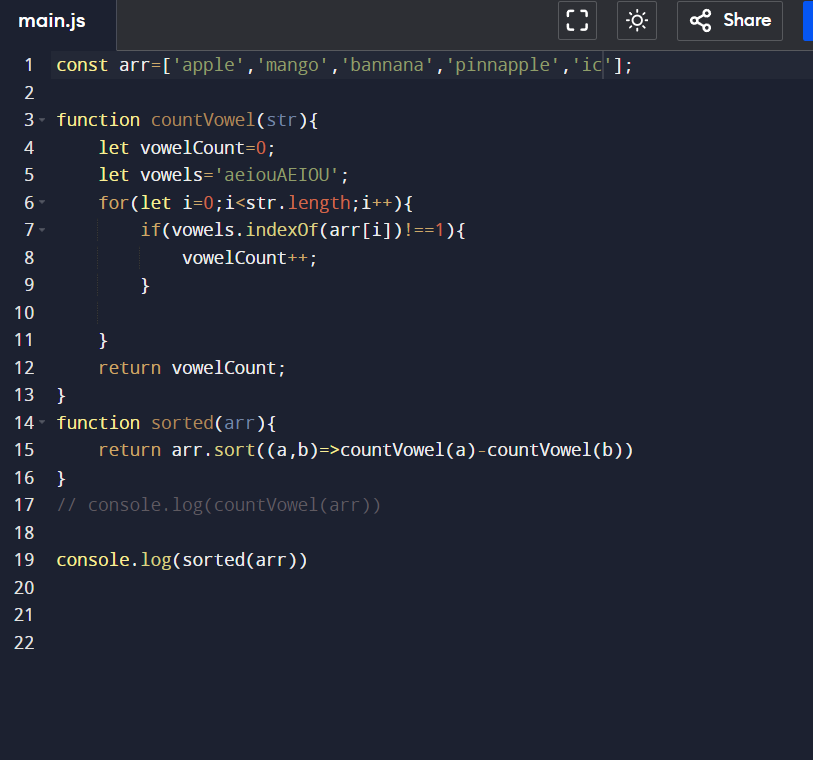 main.js
Share
1 const arr=['apple','mango','bannana','pinnapple','ic'];
2
3 function countVowel(str){
4     let vowelCount=0;
5     let vowels='aeiouAEIOU';
6     for(let i=0;i<str.length;i++){
7         if(vowels.indexOf(arr[i])!==1){
8             vowelCount++;
9         }
10
11     }
12     return vowelCount;
13 }
14 function sorted(arr){
15     return arr.sort((a,b)=>countVowel(a)-countVowel(b))
16 }
17 // console.log(countVowel(arr))
18
19 console.log(sorted(arr))
20
21
22